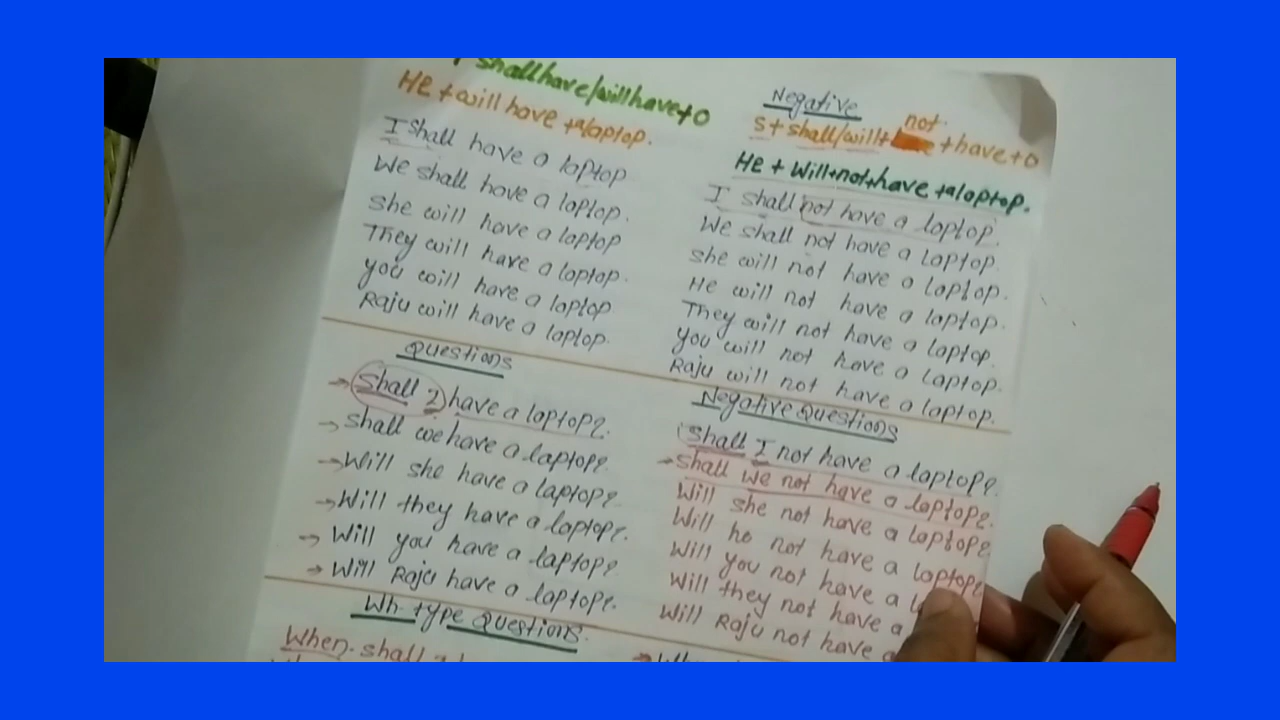 shall have/will have + O
HE + will have + a laptop.
I shall have a laptop
We shall have a laptop.
She will have a laptop
They will have a laptop.
you will have a laptop
Raju will have a laptop.
Negative
not.
S + shall/will + + have + O
HE + Will + not + have + a laptop.
I shall not have a laptop.
We shall not have a laptop.
she will not have a laptop.
He will not have a laptop.
They will not have a laptop.
you will not have a laptop.
Raju will not have a laptop.
Questions
→ Shall I have a laptop?
→ Shall we have a laptop?
→ Will she have a laptop?
→ Will they have a laptop?
→ Will you have a laptop?
→ Will Raju have a laptop?
Negative Questions
Shall I not have a laptop?
→ Shall we not have a laptop?
Will she not have a laptop?
Will he not have a laptop?
Will you not have a
Will they not have a
Will Raju not have a
Wh-type Questions.
When shall